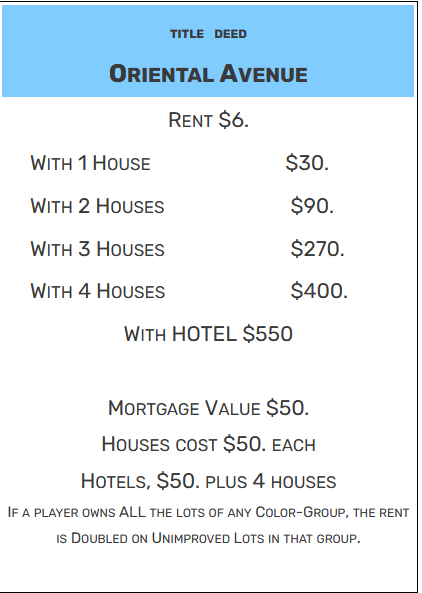 TITLE DEED
ORIENTAL AVENUE
RENT $6.
WITH 1 HOUSE $30.
WITH 2 HOUSES $90.
WITH 3 HOUSES $270.
WITH 4 HOUSES $400.
WITH HOTEL $550
MORTGAGE VALUE $50.
HOUSES COST $50. EACH
HOTELS, $50. PLUS 4 HOUSES
IF A PLAYER OWNS ALL THE LOTS OF ANY COLOR-GROUP, THE RENT
IS DOUBLED ON UNIMPROVED LOTS IN THAT GROUP.